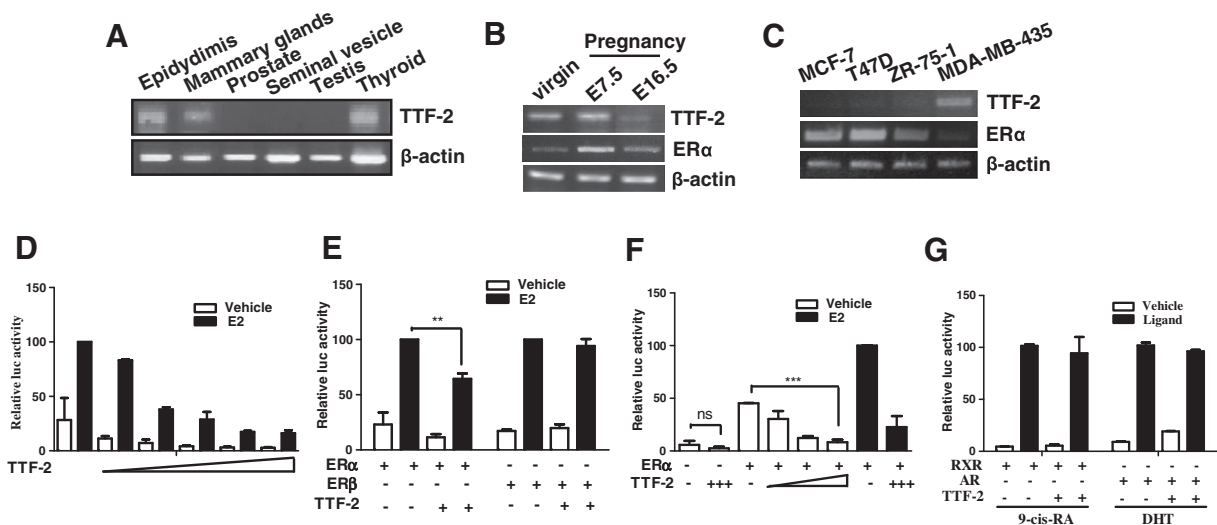 A
Epidydimis
Mammary glands
Prostate
Seminal vesicle
Testis
Thyroid
TTF-2
β-actin
B
Pregnancy
virgin
E7.5
E16.5
TTF-2
ERα
β-actin
C
MCF-7
T47D
ZR-75-1
MDA-MB-435
TTF-2
ERα
β-actin
D
Relative luc activity
150
100
50
0
Vehicle
E2
TTF-2
E
Relative luc activity
150
100
50
0
Vehicle
E2
**
ERα + + + + - - - -
ERβ - - - - + + + +
TTF-2 - - + + - - + +
F
Relative luc activity
150
100
50
0
Vehicle
E2
ns
***
ERα - - + + + + + +
TTF-2 - +++ - - +++
G
Relative luc activity
150
100
50
0
Vehicle
Ligand
RXR + + + + - - - -
AR - - - - + + + +
TTF-2 - - + + - - + +
9-cis-RA
DHT